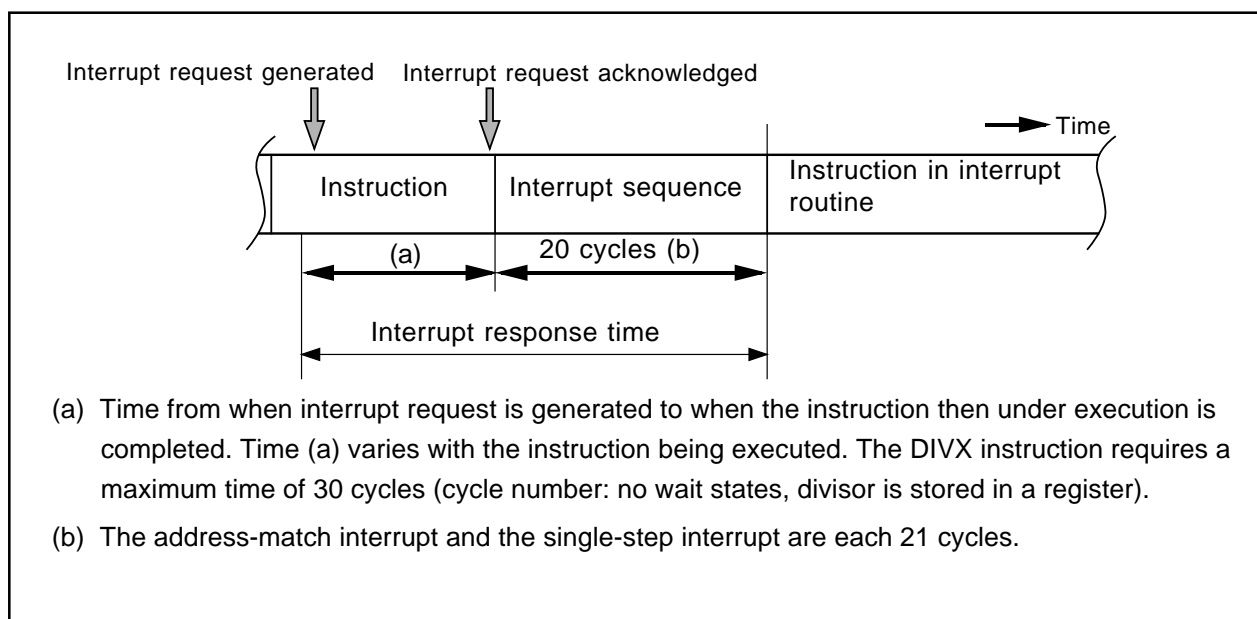 Interrupt request generated
Interrupt request acknowledged
Time
Instruction
Interrupt sequence
Instruction in interrupt
routine
(a)
20 cycles (b)
Interrupt response time
(a) Time from when interrupt request is generated to when the instruction then under execution is
completed. Time (a) varies with the instruction being executed. The DIVX instruction requires a
maximum time of 30 cycles (cycle number: no wait states, divisor is stored in a register).
(b) The address-match interrupt and the single-step interrupt are each 21 cycles.